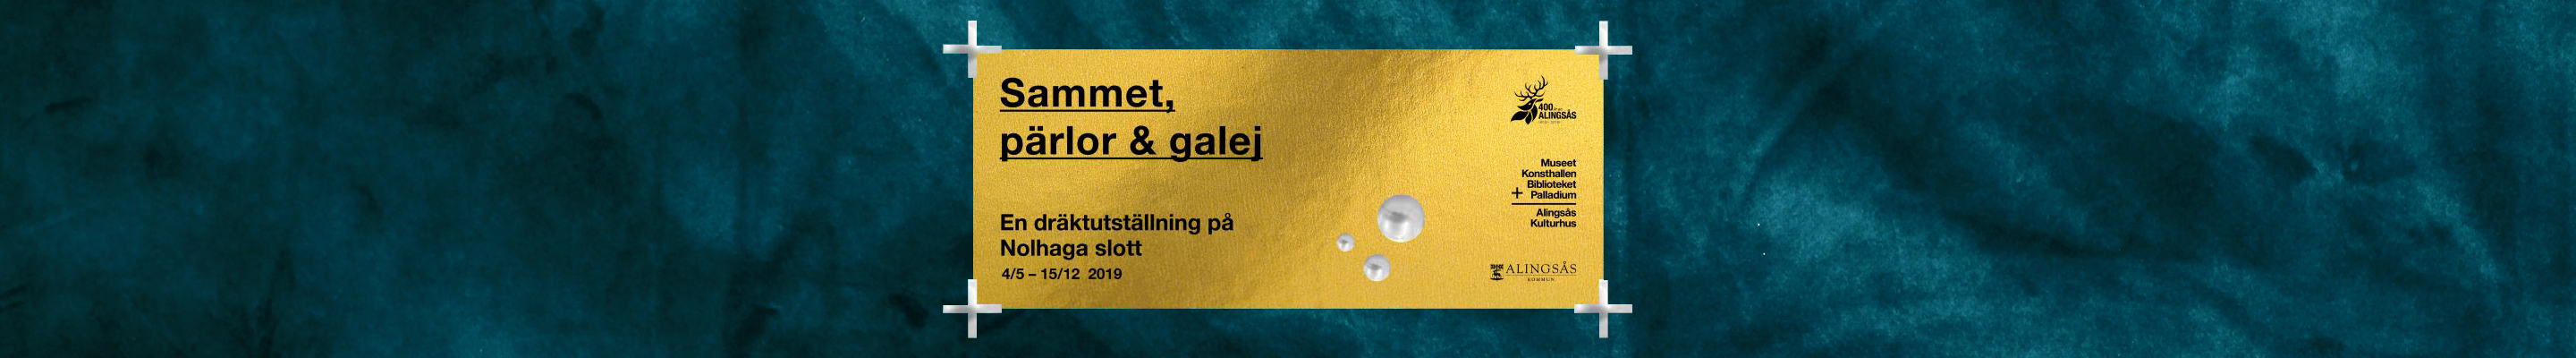 Sammet,
pärlor & galej
En dräktutställning på
Nolhaga slott
4/5 – 15/12 2019
400
ALINGSÅS
Museet
Konsthallen
Biblioteket
+ Palladium
Alingsås
Kulturhus
ALINGSÅS
KOMMUN